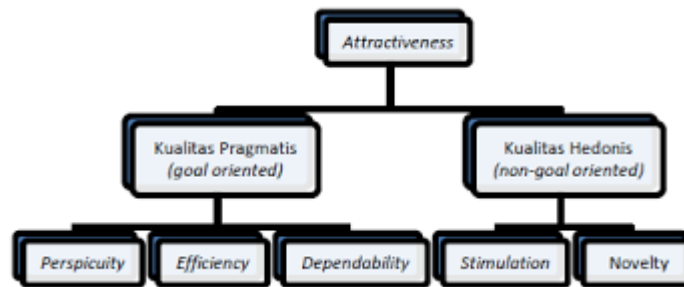 Attractiveness
Kualitas Pragmatis
(goal oriented)
Kualitas Hedonis
(non-goal oriented)
Perspicuity
Efficiency
Dependability
Stimulation
Novelty